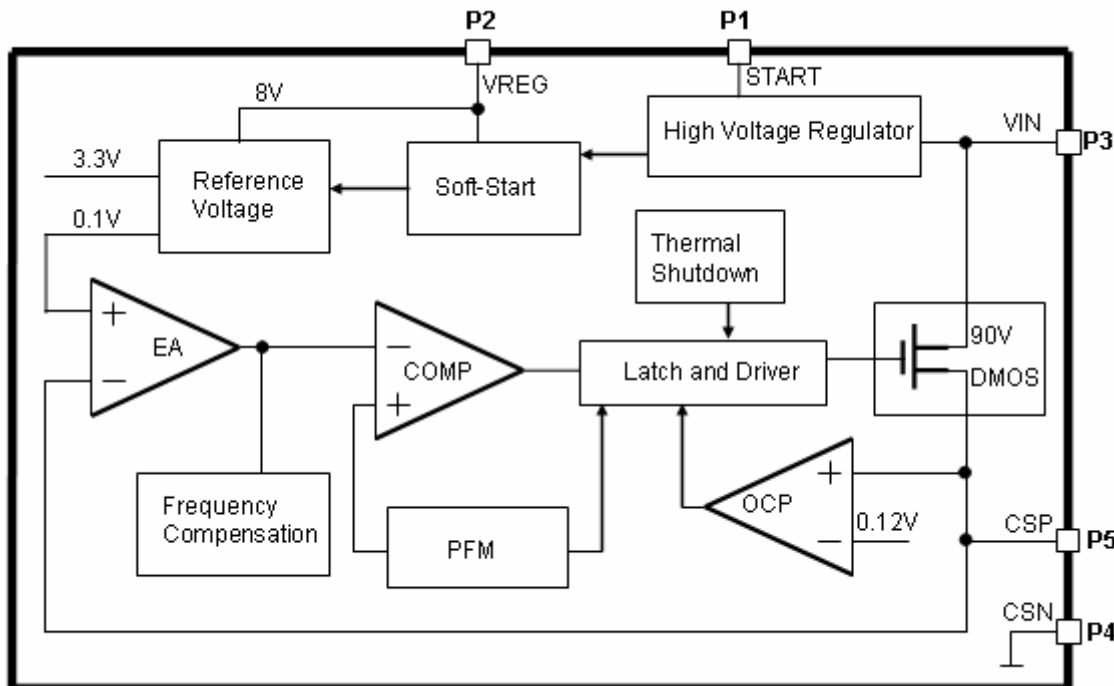 P2
P1
VREG
START
8V
High Voltage Regulator
VIN
P3
3.3V
Reference
Voltage
Soft-Start
0.1V
Thermal
Shutdown
+
EA
−
−
COMP
+
Latch and Driver
90V
DMOS
Frequency
Compensation
PFM
+
OCP
0.12V
−
CSP
P5
CSN
P4